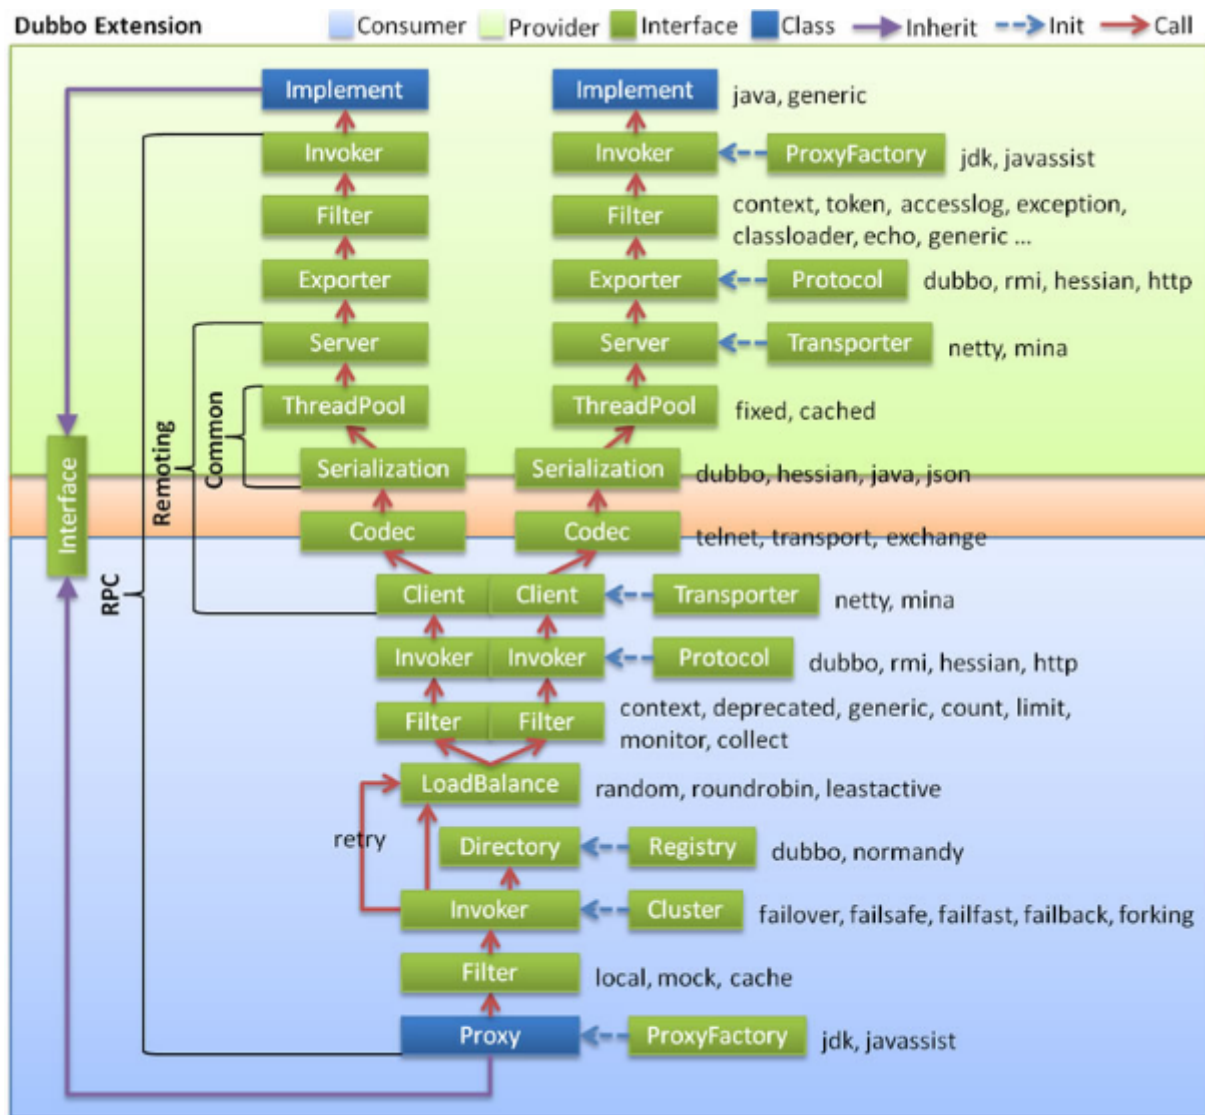 Dubbo Extension Consumer Provider Interface Class Inherit Init Call
Implement Implement java, generic
Invoker Invoker ProxyFactory jdk, javassist
Filter Filter context, token, accesslog, exception,
classloader, echo, generic ...
Exporter Exporter Protocol dubbo, rmi, hessian, http
Server Server Transporter netty, mina
ThreadPool ThreadPool fixed, cached
Common
Remoting
Serialization Serialization dubbo, hessian, java, json
Interface
Codec Codec telnet, transport, exchange
RPC
Client Client Transporter netty, mina
Invoker Invoker Protocol dubbo, rmi, hessian, http
Filter Filter context, deprecated, generic, count, limit,
monitor, collect
LoadBalance random, roundrobin, leastactive
retry
Directory Registry dubbo, normandy
Invoker Cluster failover, failsafe, failfast, failback, forking
Filter local, mock, cache
Proxy ProxyFactory jdk, javassist